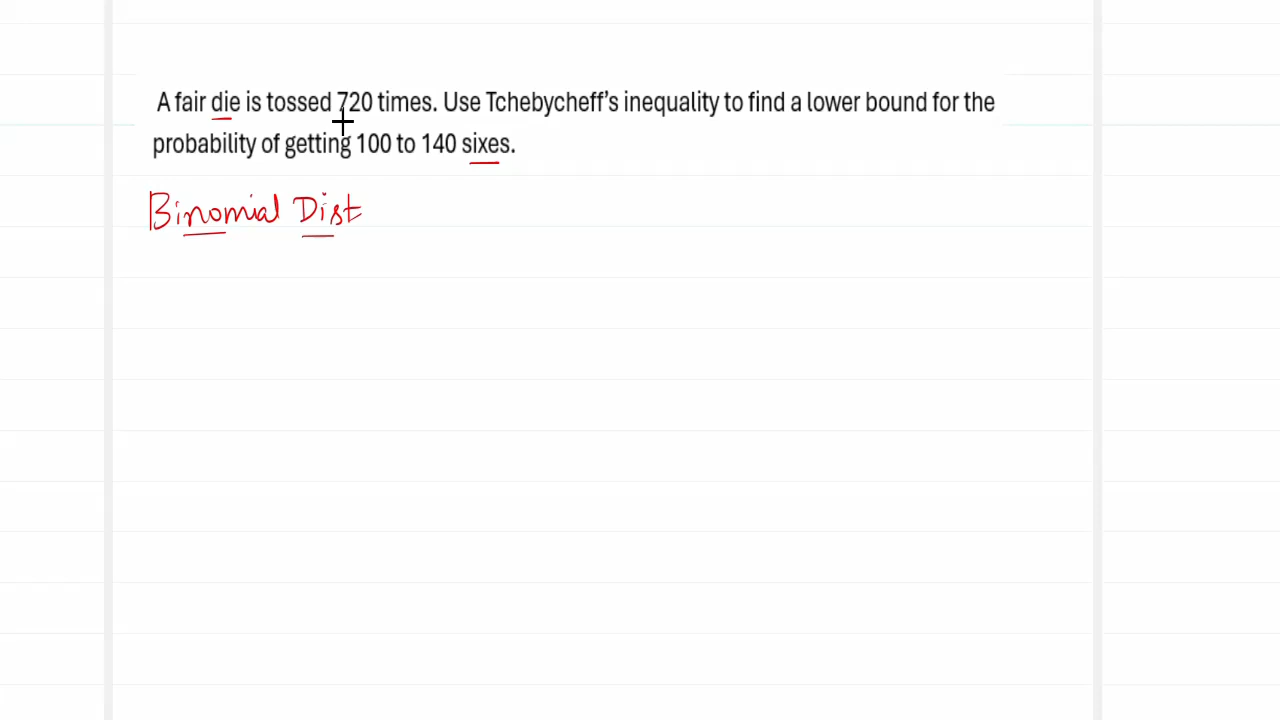 A fair die is tossed 720 times. Use Tchebycheff's inequality to find a lower bound for the
probability of getting 100 to 140 sixes.
Binomial Dist